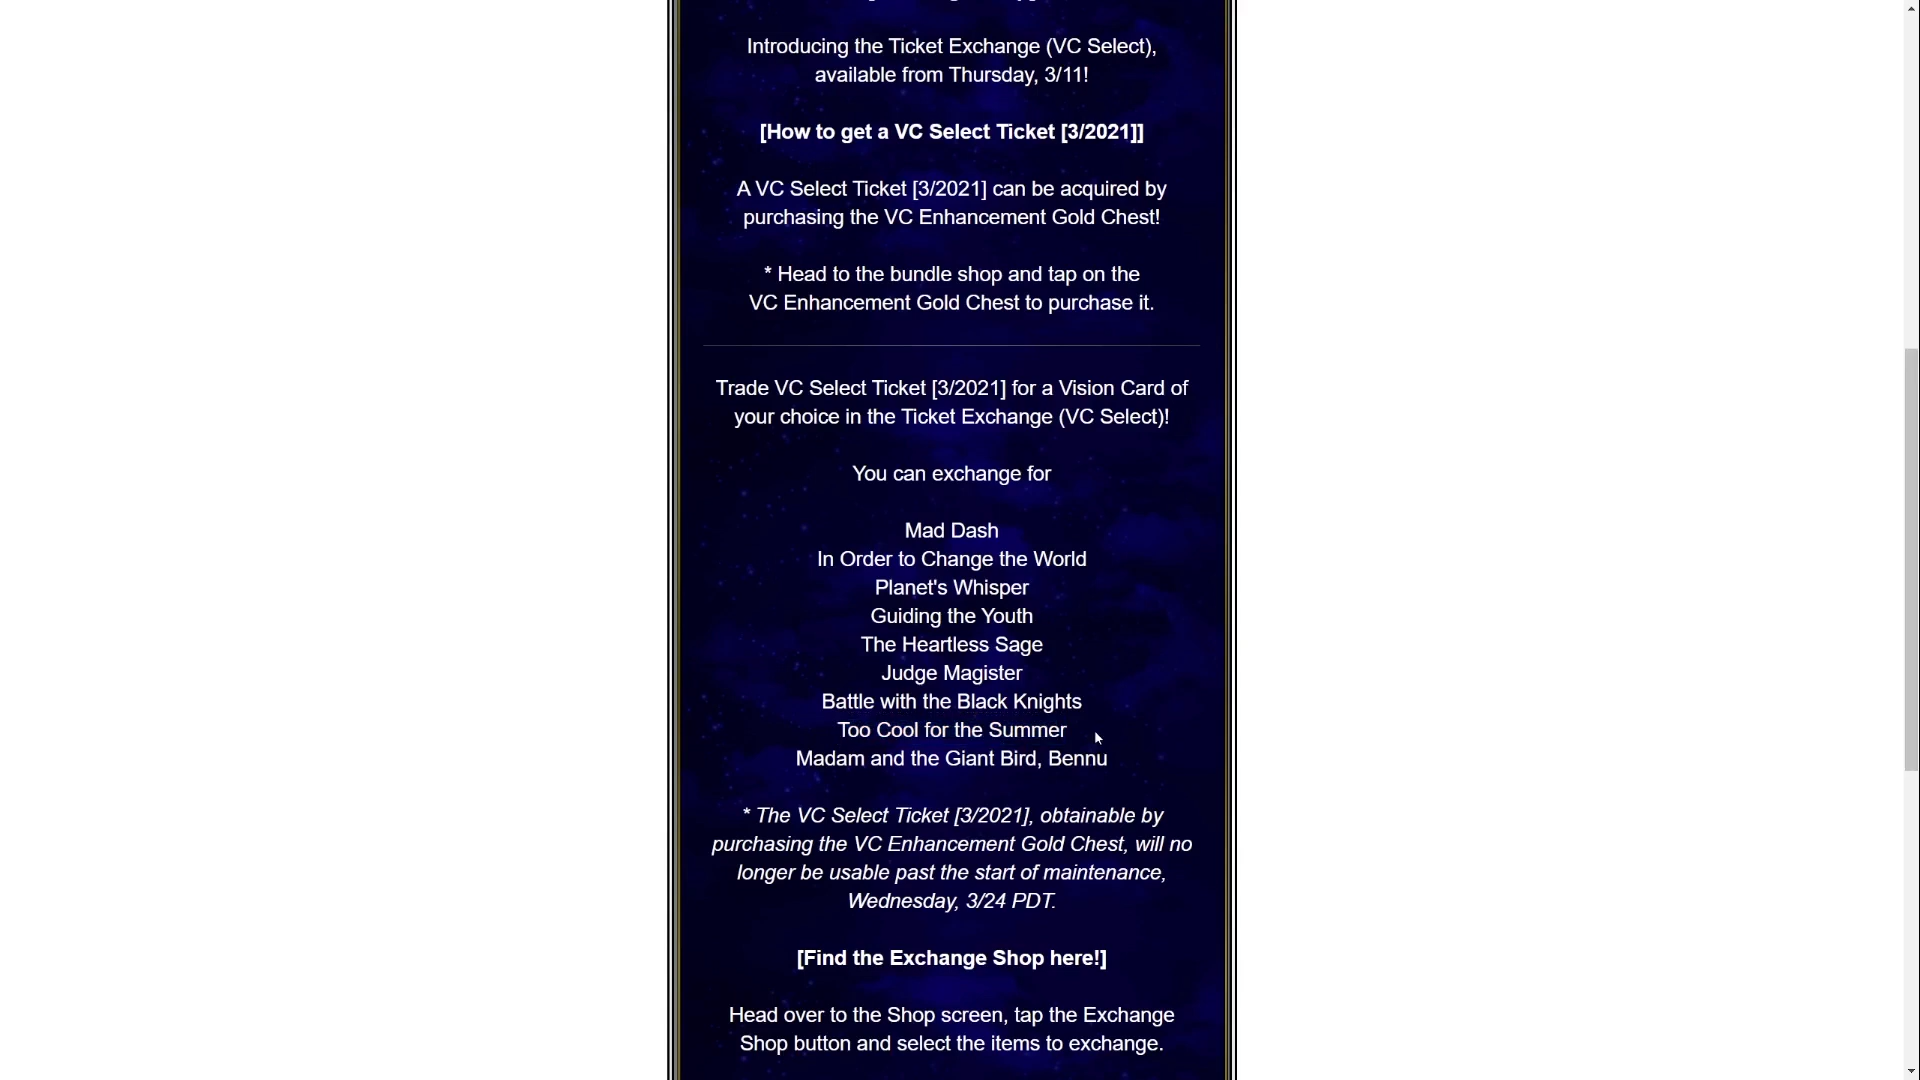 Introducing the Ticket Exchange (VC Select),
available from Thursday, 3/11!
[How to get a VC Select Ticket [3/2021]]
A VC Select Ticket [3/2021] can be acquired by
purchasing the VC Enhancement Gold Chest!
* Head to the bundle shop and tap on the
VC Enhancement Gold Chest to purchase it.
Trade VC Select Ticket [3/2021] for a Vision Card of
your choice in the Ticket Exchange (VC Select)!
You can exchange for
Mad Dash
In Order to Change the World
Planet's Whisper
Guiding the Youth
The Heartless Sage
Judge Magister
Battle with the Black Knights
Too Cool for the Summer
Madam and the Giant Bird, Bennu
* The VC Select Ticket [3/2021], obtainable by
purchasing the VC Enhancement Gold Chest, will no
longer be usable past the start of maintenance,
Wednesday, 3/24 PDT.
[Find the Exchange Shop here!]
Head over to the Shop screen, tap the Exchange
Shop button and select the items to exchange.